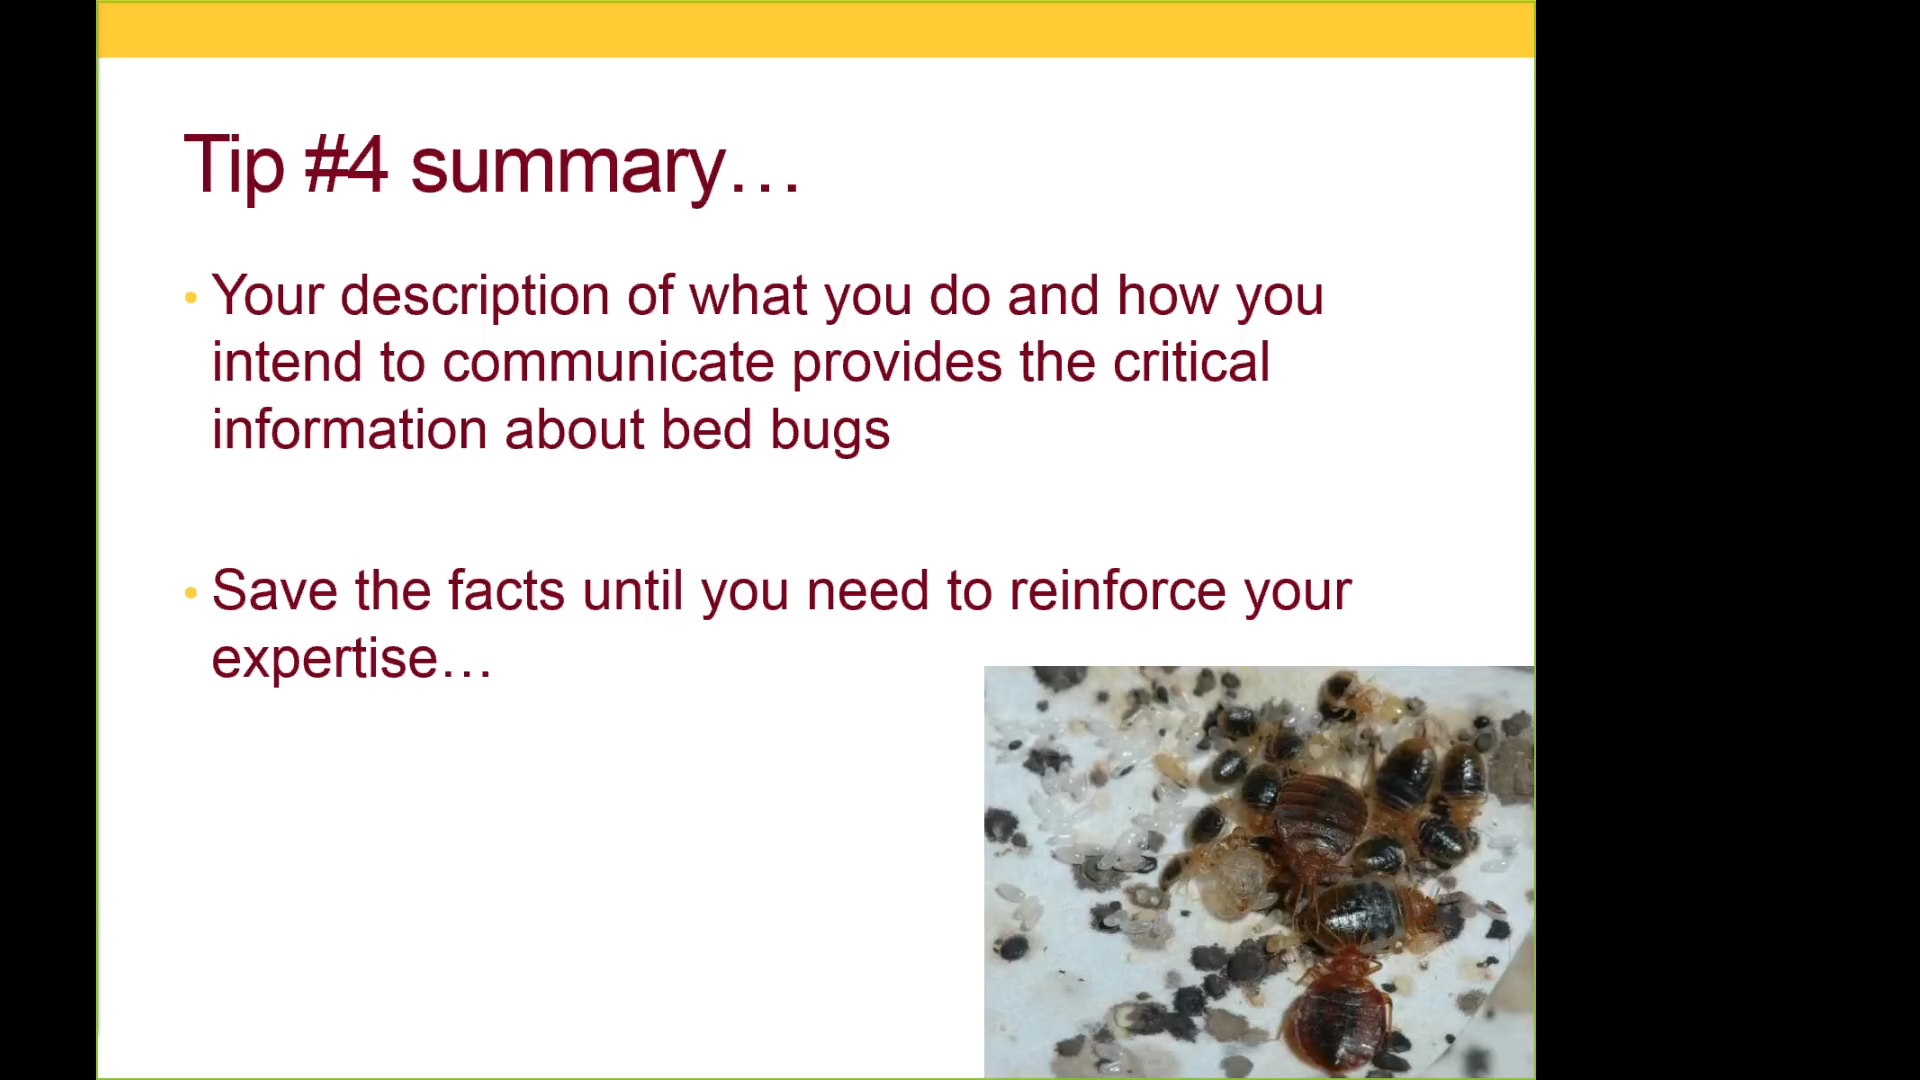 Tip #4 summary…
• Your description of what you do and how you
intend to communicate provides the critical
information about bed bugs
• Save the facts until you need to reinforce your
expertise…